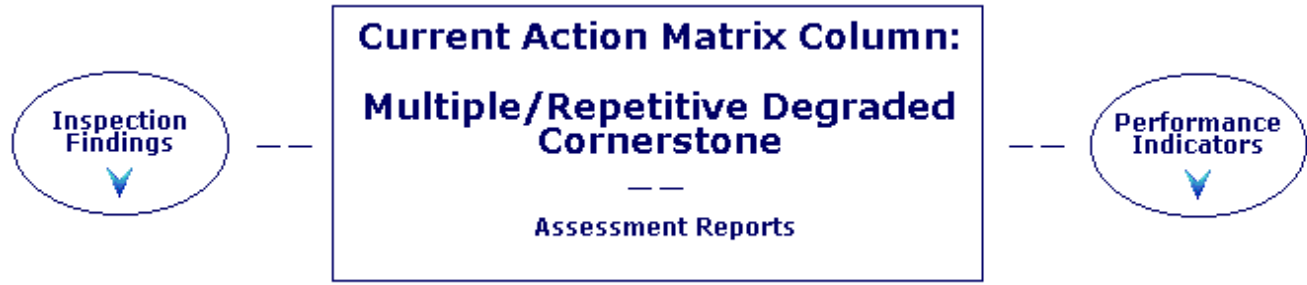 Current Action Matrix Column:
Multiple/Repetitive Degraded
Cornerstone
Assessment Reports
Inspection
Findings
Performance
Indicators